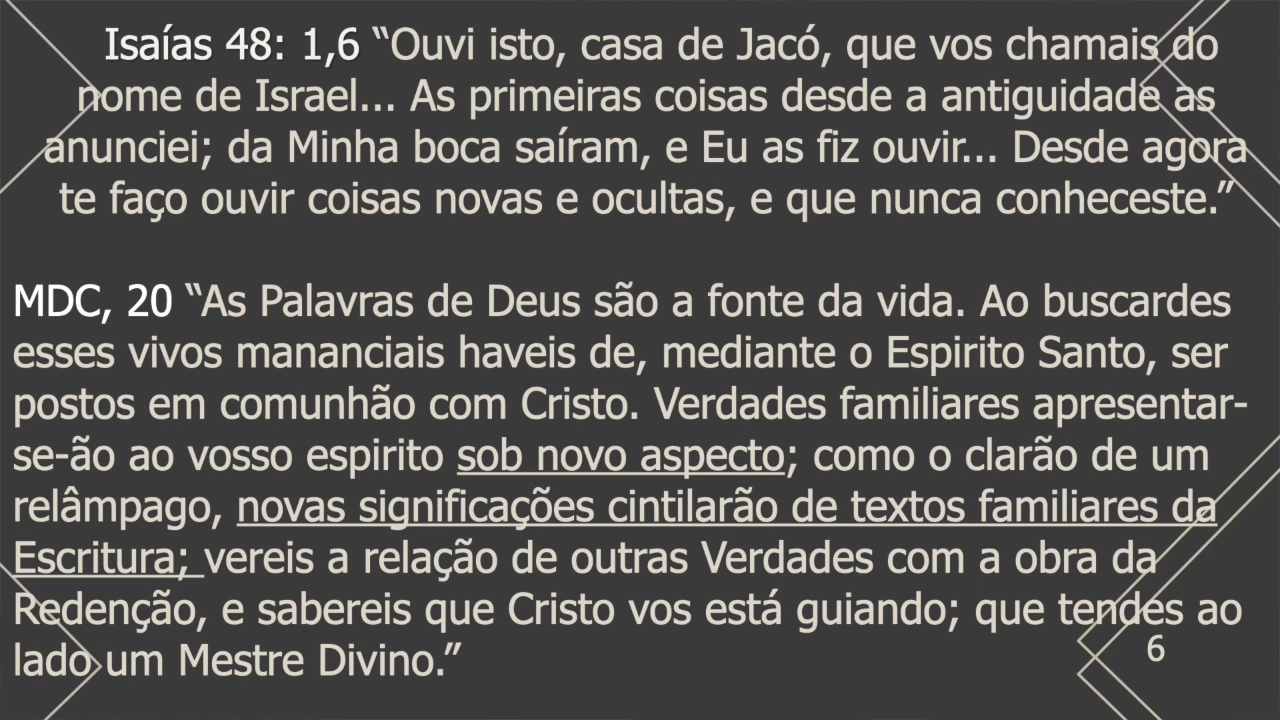 Isaías 48: 1,6 “Ouvi isto, casa de Jacó, que vos chamais do
nome de Israel... As primeiras coisas desde a antiguidade as
anunciei; da Minha boca saíram, e Eu as fiz ouvir... Desde agora
te faço ouvir coisas novas e ocultas, e que nunca conheceste.”
MDC, 20 “As Palavras de Deus são a fonte da vida. Ao buscardes
esses vivos mananciais haveis de, mediante o Espirito Santo, ser
postos em comunhão com Cristo. Verdades familiares apresentar-
se-ão ao vosso espirito sob novo aspecto; como o clarão de um
relâmpago, novas significações cintilarão de textos familiares da
Escritura; vereis a relação de outras Verdades com a obra da
Redenção, e sabereis que Cristo vos está guiando; que tendes ao
lado um Mestre Divino.”
6